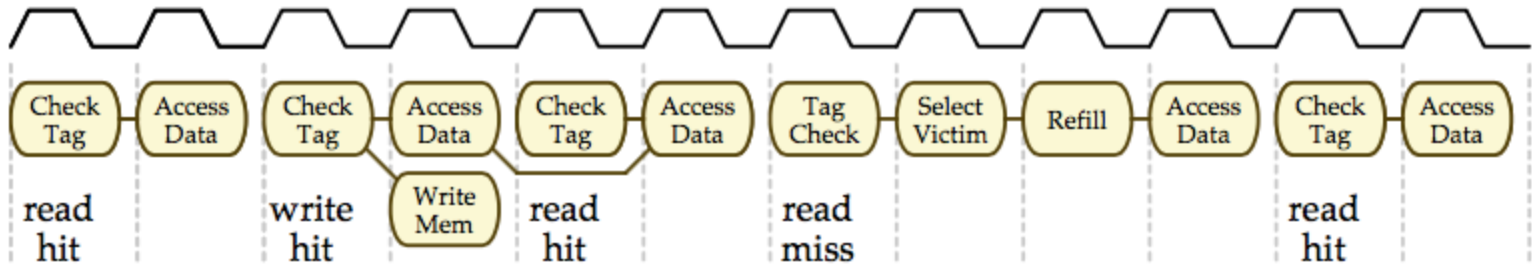 Check
Tag
Access
Data
Check
Tag
Access
Data
Check
Tag
Access
Data
Tag
Check
Select
Victim
Refill
Access
Data
Check
Tag
Access
Data
Write
Mem
read
hit
write
hit
read
hit
read
miss
read
hit